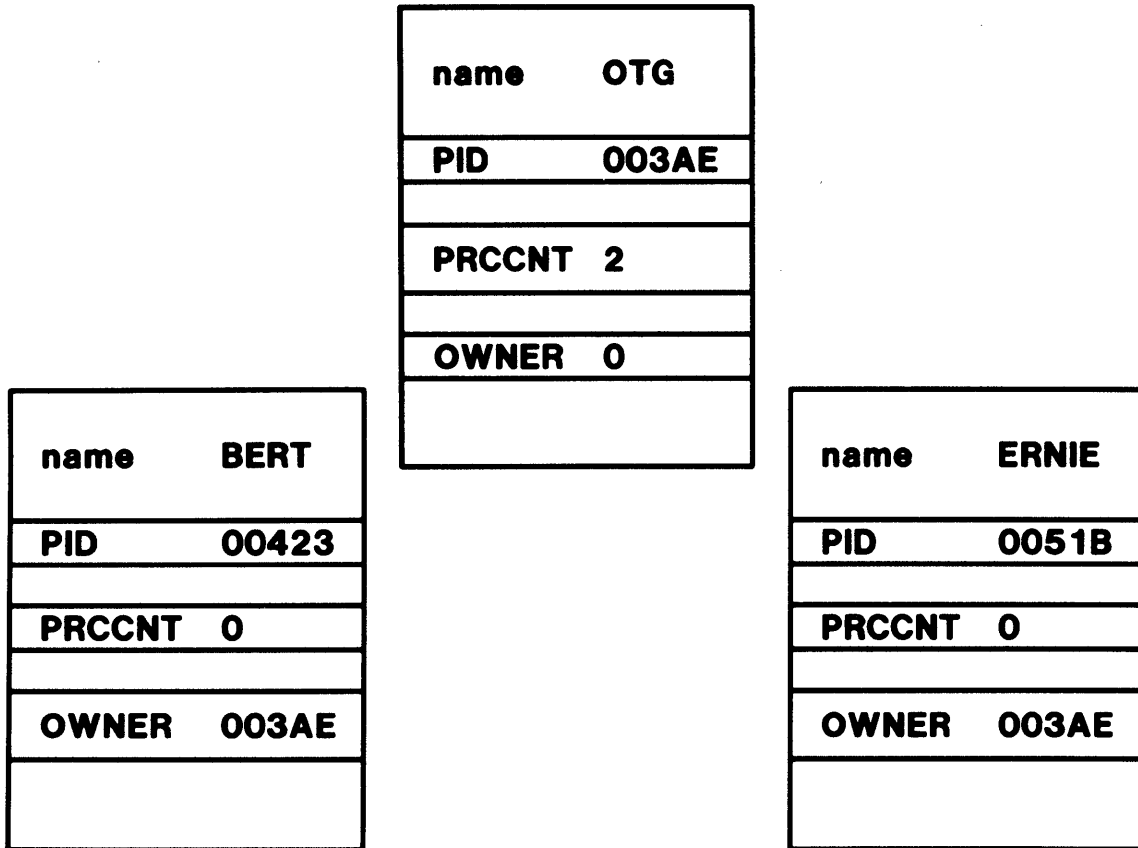 name OTG
PID 003AE
PRCCNT 2
OWNER 0
name BERT
PID 00423
PRCCNT 0
OWNER 003AE
name ERNIE
PID 0051B
PRCCNT 0
OWNER 003AE